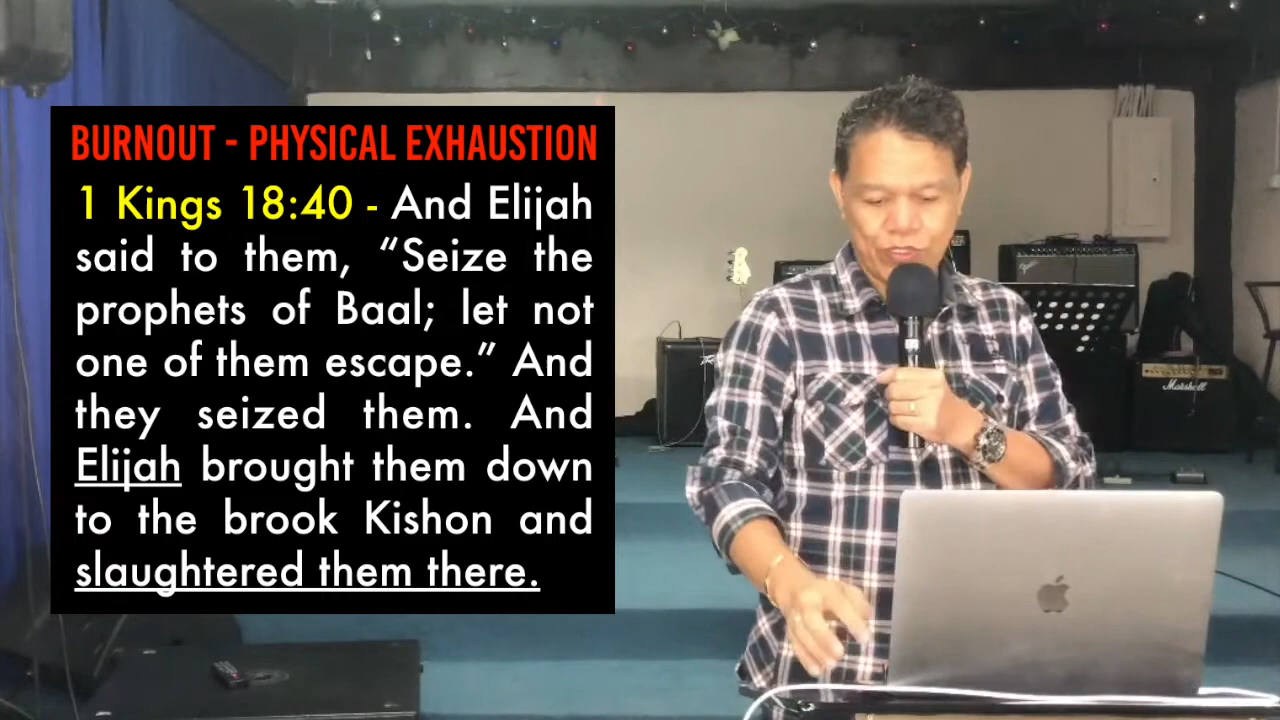 BURNOUT - PHYSICAL EXHAUSTION
1 Kings 18:40 - And Elijah
said to them, “Seize the
prophets of Baal; let not
one of them escape.” And
they seized them. And
Elijah brought them down
to the brook Kishon and
slaughtered them there.
Fender
Marshall